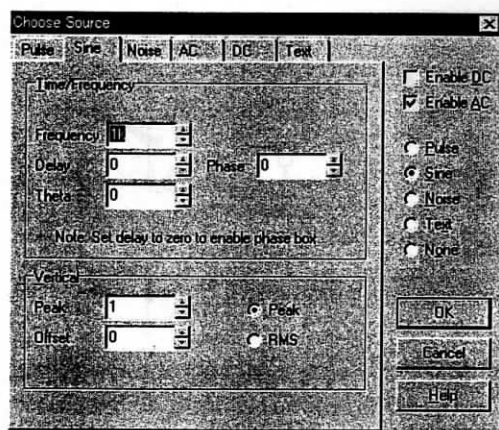 Choose Source
Pulse Sine Noise AC DC Text
Time/Frequency
Frequency
Delay 0 Phase 0
Theta 0
Note: Set delay to zero to enable phase box
Vertical
Peak 1 Peak
Offset 0 RMS
Enable DC
Enable AC
Pulse
Sine
Noise
Text
None
OK
Cancel
Help